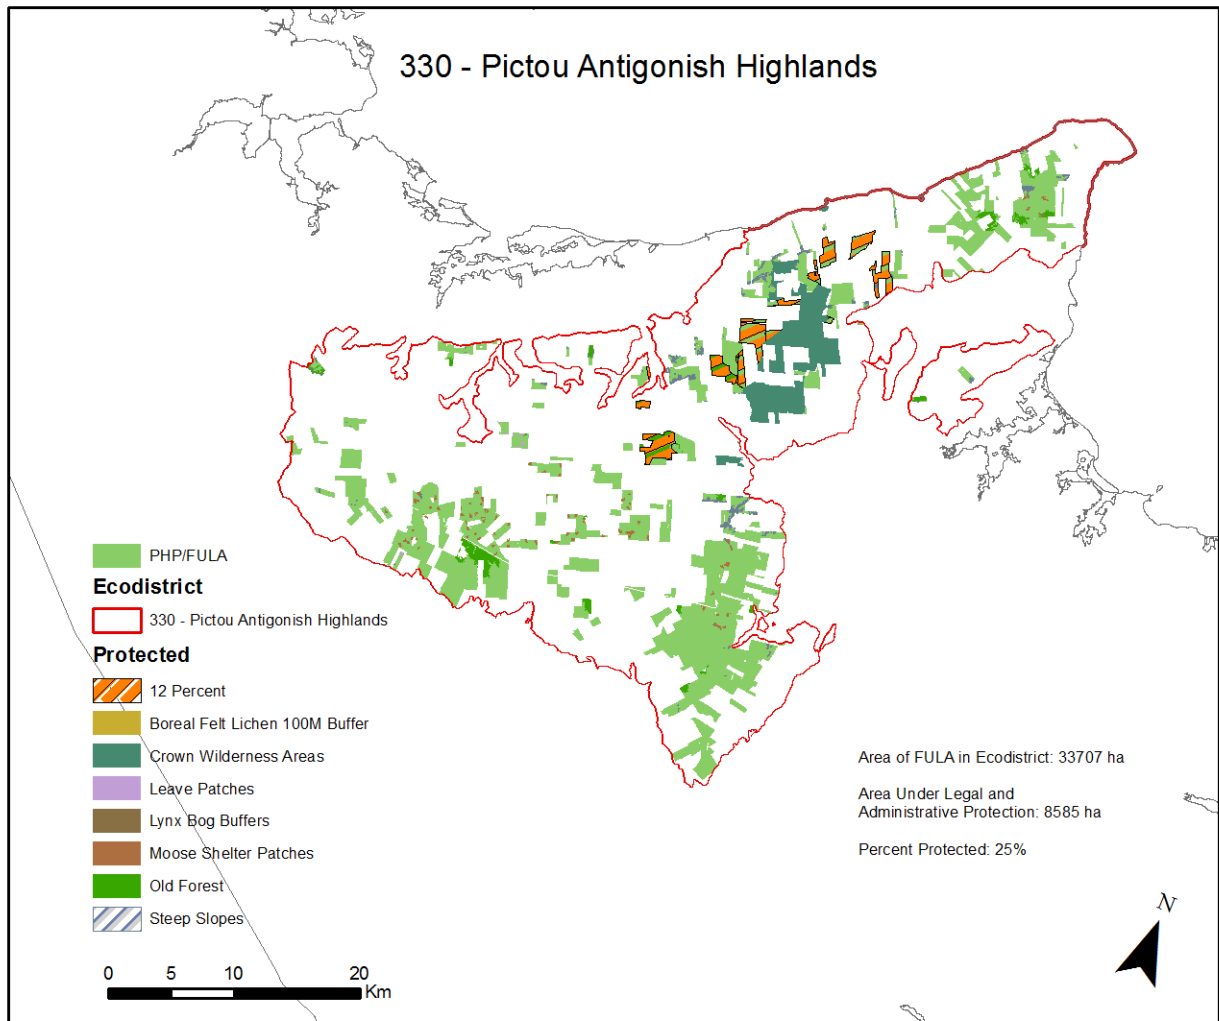 330 - Pictou Antigonish Highlands
PHP/FULA
Ecodistrict
330 - Pictou Antigonish Highlands
Protected
12 Percent
Boreal Felt Lichen 100M Buffer
Crown Wilderness Areas
Leave Patches
Lynx Bog Buffers
Moose Shelter Patches
Old Forest
Steep Slopes
0 5 10 20
Km
Area of FULA in Ecodistrict: 33707 ha
Area Under Legal and
Administrative Protection: 8585 ha
Percent Protected: 25%
N